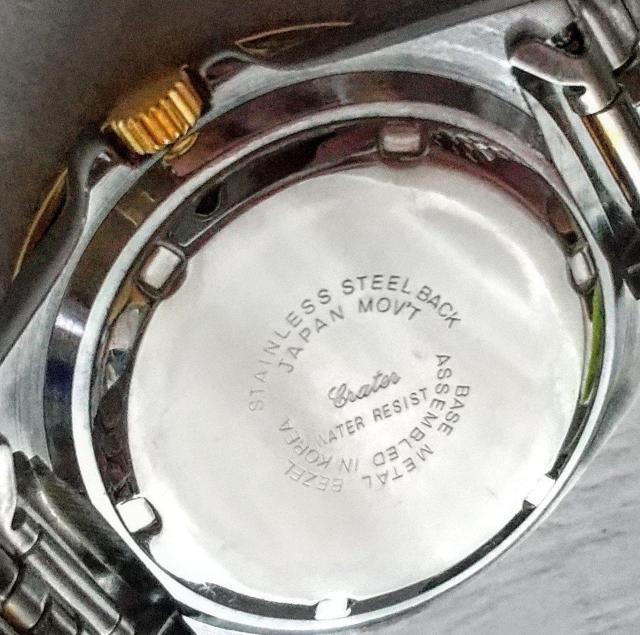 STAINLESS STEEL BACK
JAPAN MOV'T
Crater
WATER RESIST
ASSEMBLED IN KOREA
BASE METAL BEZEL